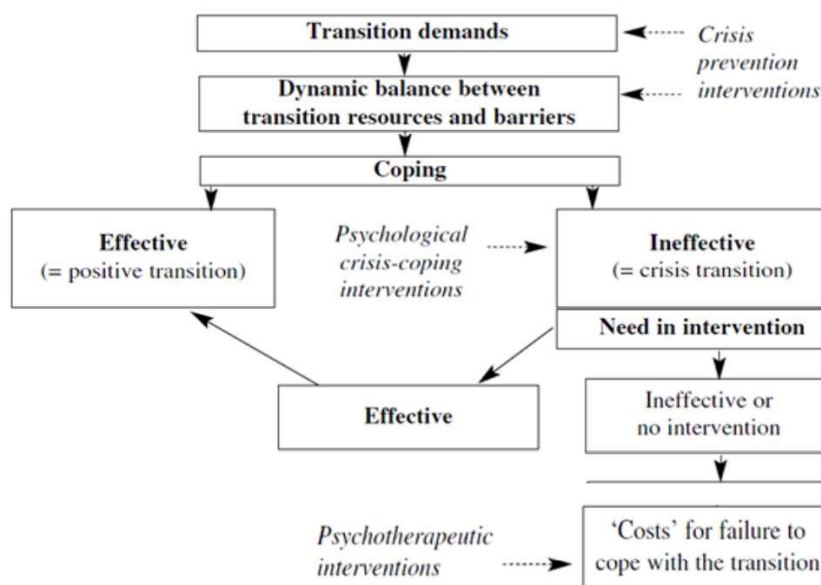 Transition demands
Crisis
prevention
interventions
Dynamic balance between
transition resources and barriers
Coping
Effective
(= positive transition)
Psychological
crisis-coping
interventions
Ineffective
(= crisis transition)
Need in intervention
Effective
Ineffective or
no intervention
Psychotherapeutic
interventions
‘Costs’ for failure to
cope with the transition